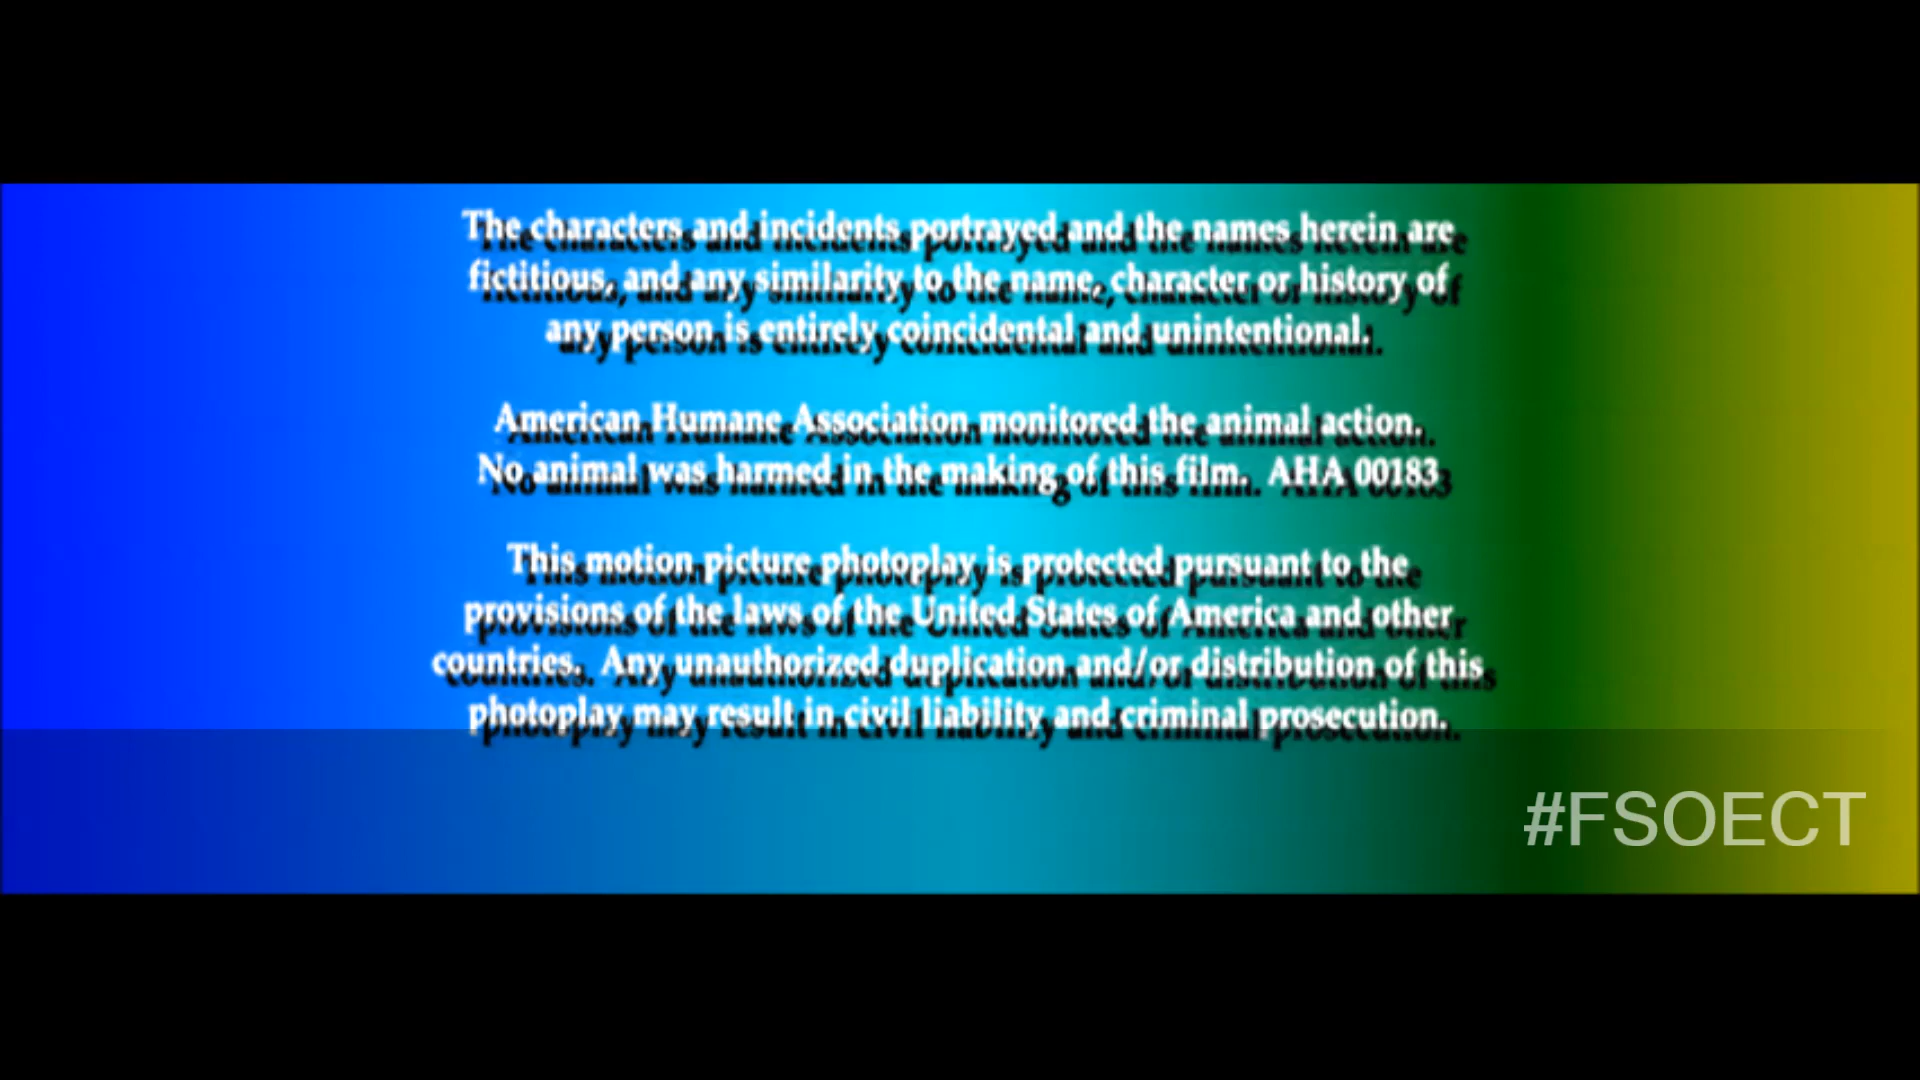 The characters and incidents portrayed and the names herein are
fictitious, and any similarity to the name, character or history of
any person is entirely coincidental and unintentional.
American Humane Association monitored the animal action.
No animal was harmed in the making of this film. AHA 00183
This motion picture photoplay is protected pursuant to the
provisions of the laws of the United States of America and other
countries. Any unauthorized duplication and/or distribution of this
photoplay may result in civil liability and criminal prosecution.
#FSOECT